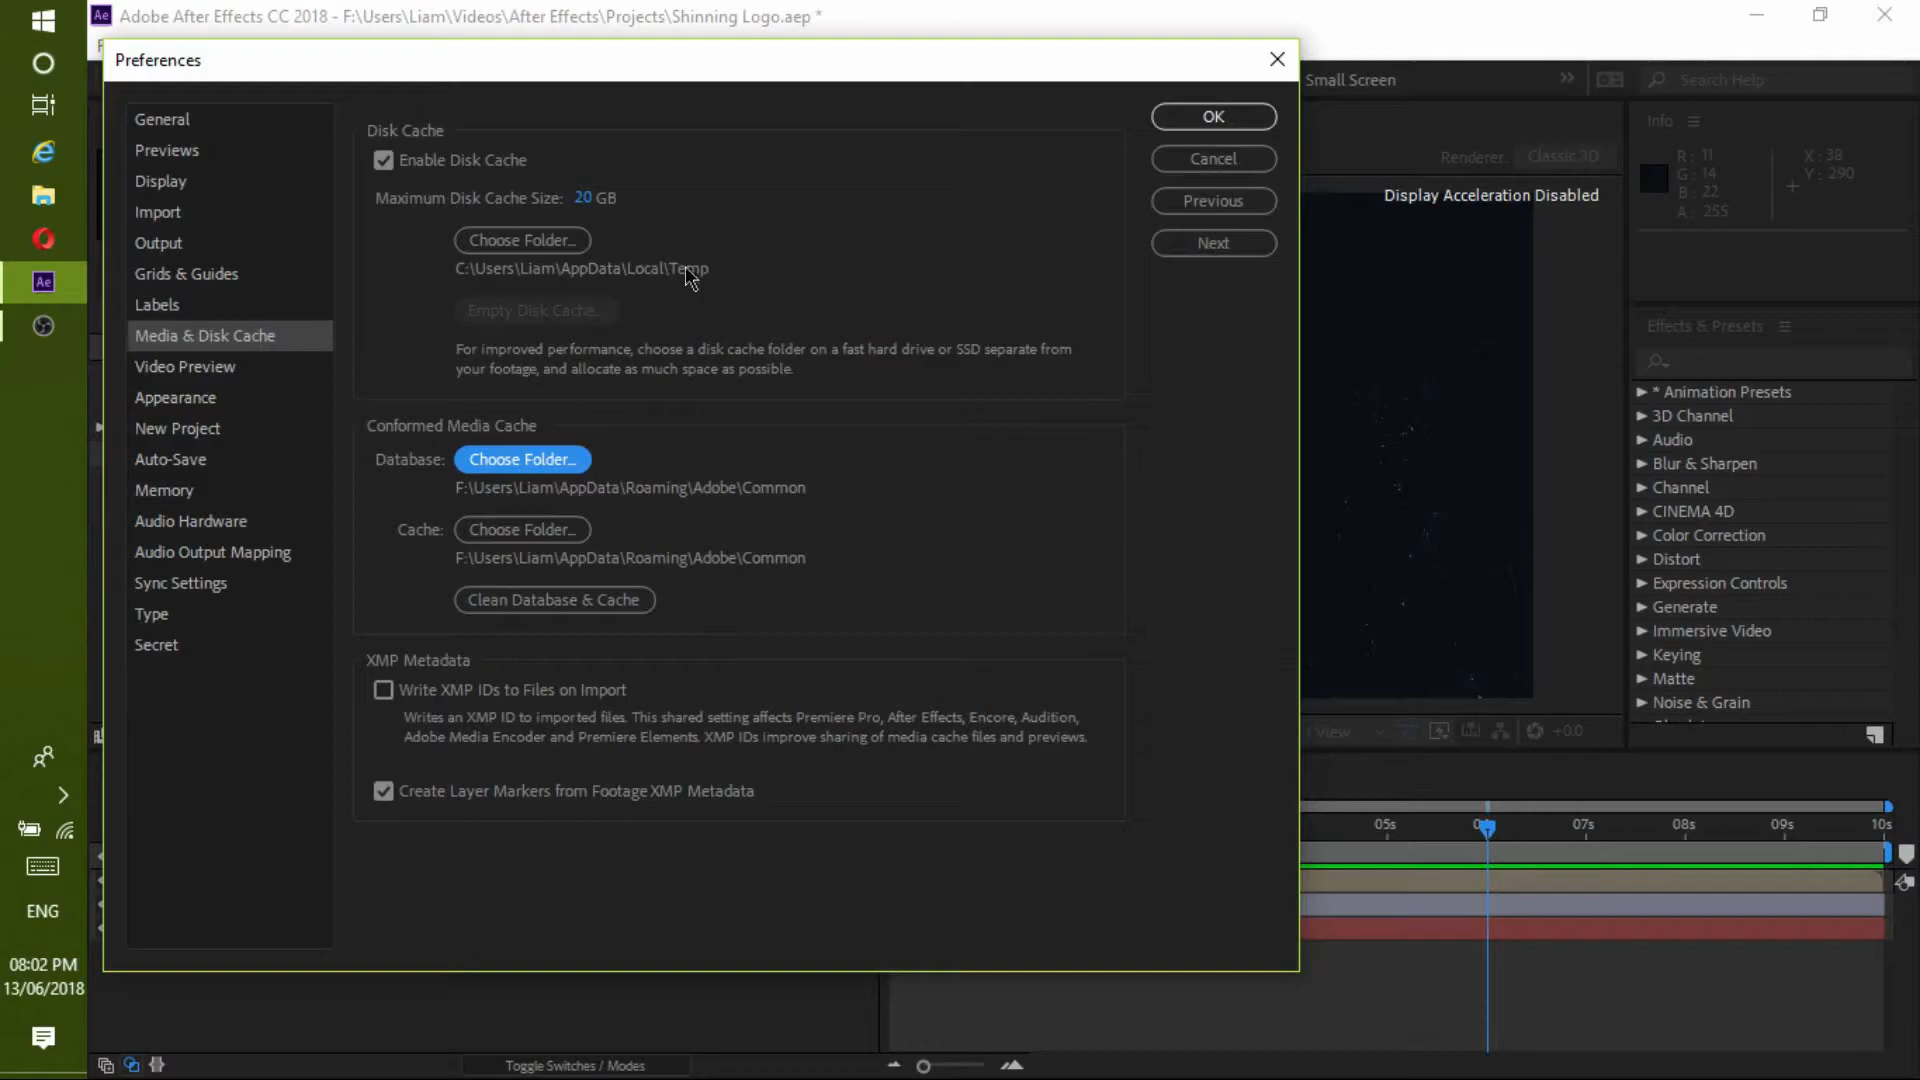 Adobe After Effects CC 2018 - F:\Users\Liam\Videos\After Effects\Projects\Shinning Logo.aep *
Preferences
General
Previews
Display
Import
Output
Grids & Guides
Labels
Media & Disk Cache
Video Preview
Appearance
New Project
Auto-Save
Memory
Audio Hardware
Audio Output Mapping
Sync Settings
Type
Secret
Disk Cache
Enable Disk Cache
Maximum Disk Cache Size: 20 GB
Choose Folder...
C:\Users\Liam\AppData\Local\Temp
Empty Disk Cache...
For improved performance, choose a disk cache folder on a fast hard drive or SSD separate from
your footage, and allocate as much space as possible.
Conformed Media Cache
Database: Choose Folder...
F:\Users\Liam\AppData\Roaming\Adobe\Common
Cache: Choose Folder...
F:\Users\Liam\AppData\Roaming\Adobe\Common
Clean Database & Cache
XMP Metadata
Write XMP IDs to Files on Import
Writes an XMP ID to imported files. This shared setting affects Premiere Pro, After Effects, Encore, Audition,
Adobe Media Encoder and Premiere Elements. XMP IDs improve sharing of media cache files and previews.
Create Layer Markers from Footage XMP Metadata
OK
Cancel
Previous
Next
Small Screen
Search Help
Renderer: Classic 3D
Display Acceleration Disabled
Info
R: 11
G: 14
B: 22
A: 255
X: 38
Y: 290
Effects & Presets
* Animation Presets
3D Channel
Audio
Blur & Sharpen
Channel
CINEMA 4D
Color Correction
Distort
Expression Controls
Generate
Immersive Video
Keying
Matte
Noise & Grain
View
+0.0
05s
07s
08s
09s
10s
Toggle Switches / Modes
Ae
Ae
ENG
08:02 PM
13/06/2018